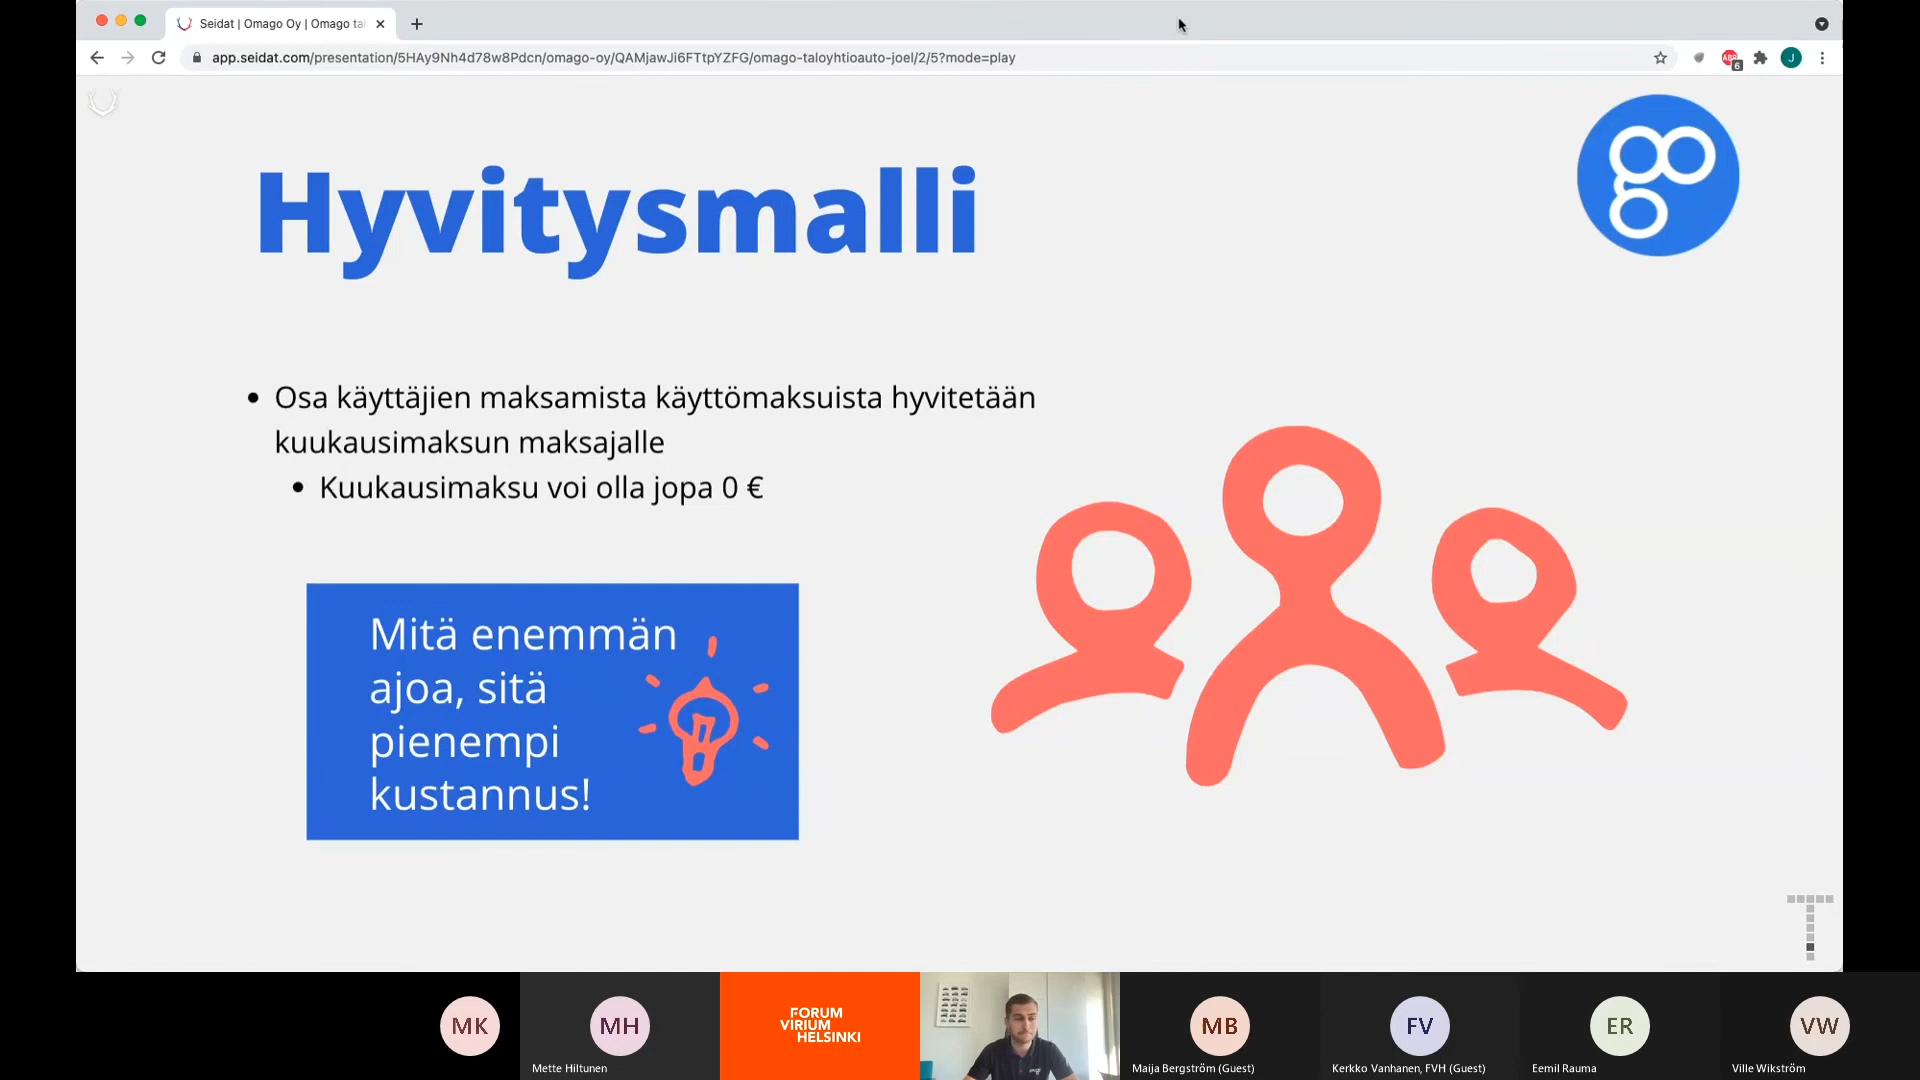 Seidat | Omago Oy | Omago tal
app.seidat.com/presentation/5HAy9Nh4d78w8Pdcn/omago-oy/QAMjawJi6FTtpYZFG/omago-taloyhtioauto-joel/2/5?mode=play
ABP
6
J
go
Hyvitysmalli
Osa käyttäjien maksamista käyttömaksuista hyvitetään
kuukausimaksun maksajalle
Kuukausimaksu voi olla jopa 0 €
Mitä enemmän
ajoa, sitä
pienempi
kustannus!
MK
MH
Mette Hiltunen
FORUM
VIRIUM
HELSINKI
MB
Maija Bergström (Guest)
FV
Kerkko Vanhanen, FVH (Guest)
ER
Eemil Rauma
VW
Ville Wikström